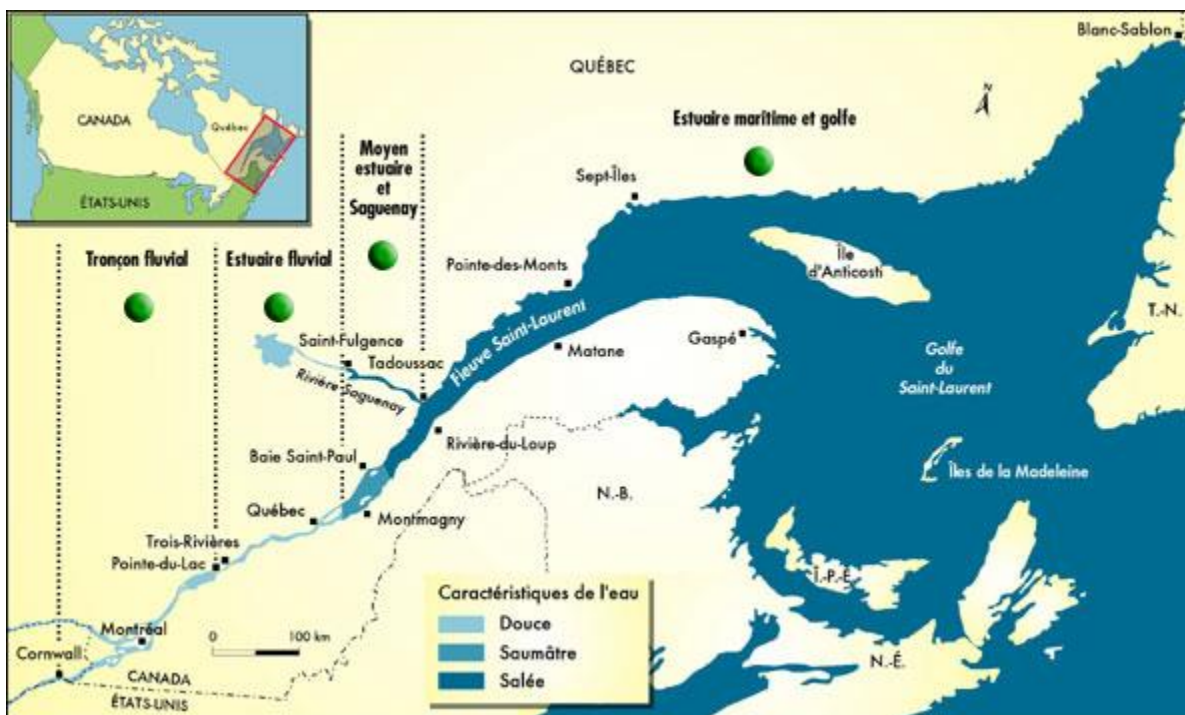 CANADA
Québec
ÉTATS-UNIS
QUÉBEC
Blanc-Sablon
N
Estuaire maritime et golfe
Moyen
estuaire
et
Saguenay
Sept-Îles
Tronçon fluvial
Estuaire fluvial
Pointe-des-Monts
Île
d'Anticosti
T.-N.
Saint-Fulgence
Tadoussac
Fleuve Saint-Laurent
Matane
Gaspé
Golfe
du
Saint-Laurent
Rivière Saguenay
Rivière-du-Loup
Baie Saint-Paul
Îles de la Madeleine
N.-B.
Québec
Montmagny
Trois-Rivières
Pointe-du-Lac
Î.-P.-É.
Caractéristiques de l'eau
Douce
Saumâtre
Salée
Montréal
0 100 km
Cornwall
CANADA
ÉTATS-UNIS
N.-É.